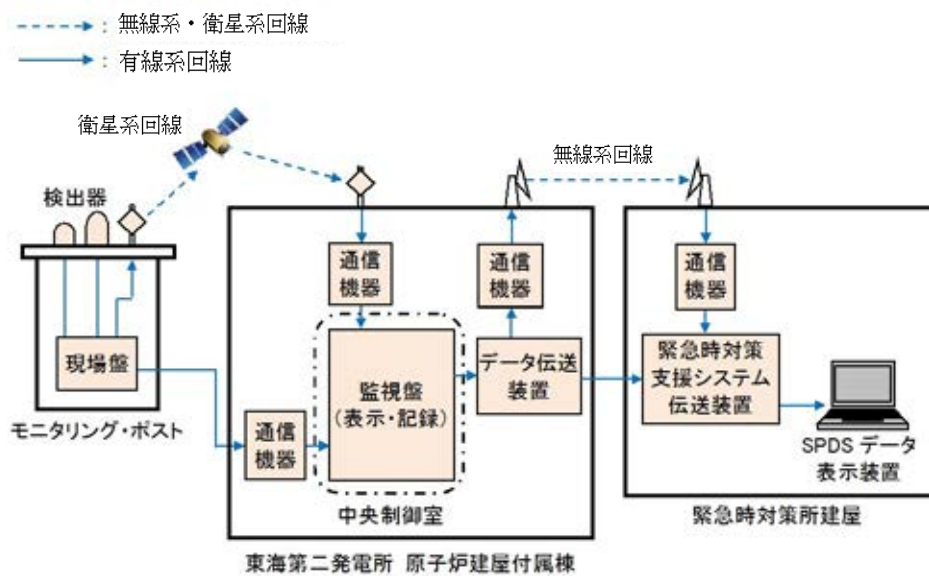 ：無線系・衛星系回線
：有線系回線
衛星系回線
無線系回線
検出器
通信
機器
通信
機器
通信
機器
現場盤
監視盤
(表示・記録)
データ伝送
装置
緊急時対策
支援システム
伝送装置
モニタリング・ポスト
通信
機器
SPDS データ
表示装置
中央制御室
緊急時対策所建屋
東海第二発電所 原子炉建屋付属棟